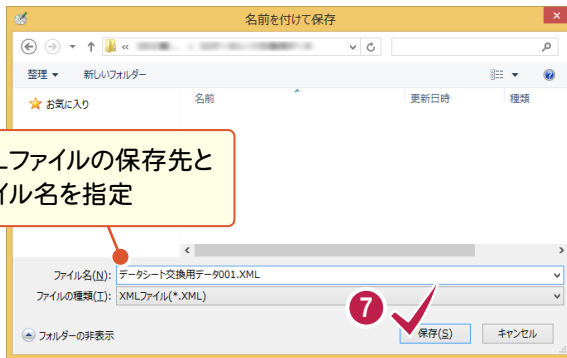 名前を付けて保存
«
整理 ▼ 新しいフォルダー
お気に入り
名前 更新日時 種類
Lファイルの保存先と
イル名を指定
ファイル名(N): データシート交換用データ001.XML
ファイルの種類(T): XMLファイル(*.XML)
7
フォルダーの非表示 保存(S) キャンセル